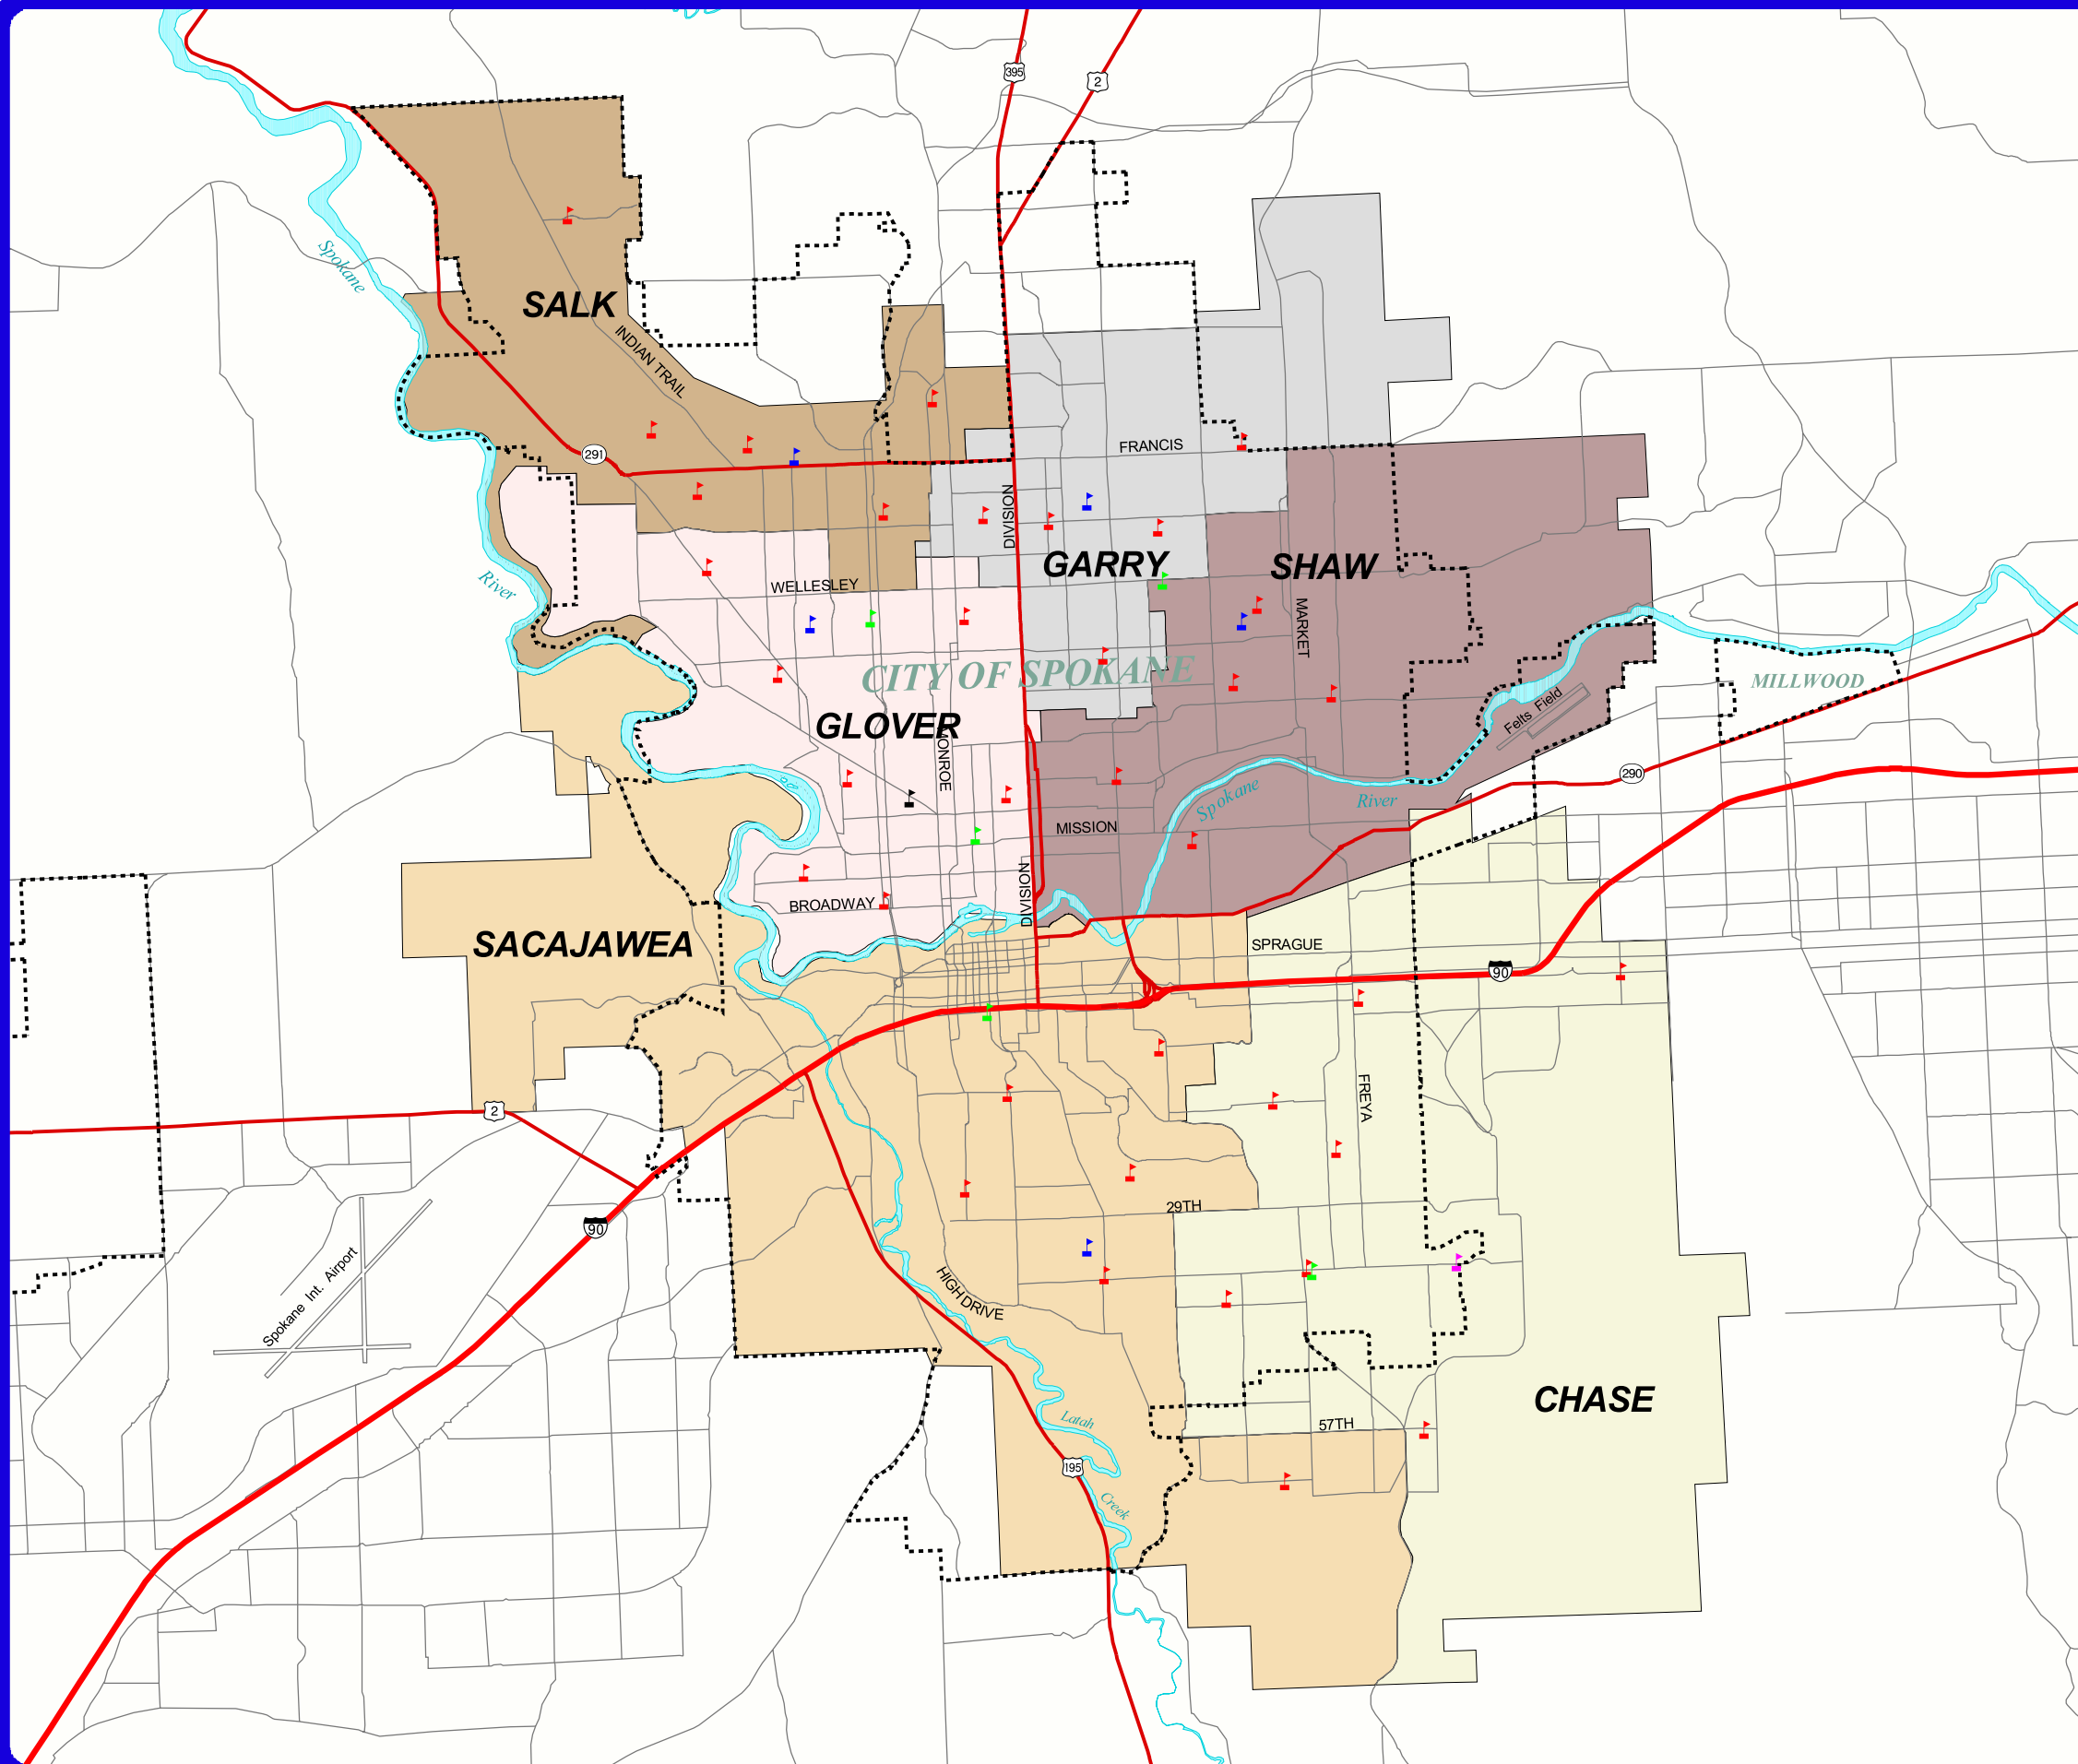 395
2
Spokane
SALK
INDIAN TRAIL
291
FRANCIS
DIVISION
GARRY
SHAW
WELLESLEY
River
MARKET
CITY OF SPOKANE
MILLWOOD
Felts Field
GLOVER
MONROE
290
Spokane
River
MISSION
DIVISION
BROADWAY
SACAJAWEA
SPRAGUE
90
FREYA
2
29TH
90
Spokane Int. Airport
HIGH DRIVE
CHASE
Latah
57TH
195
Creek